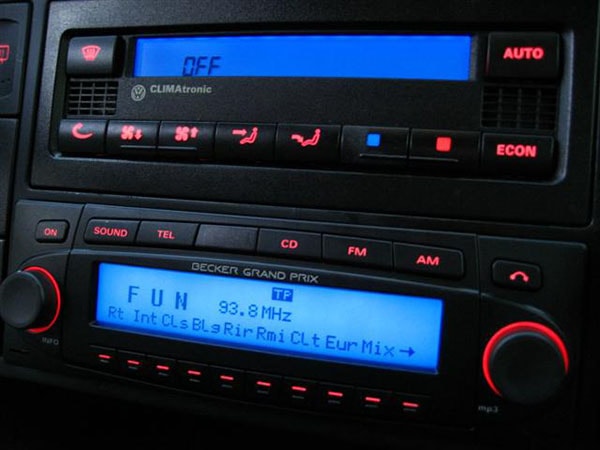 OFF
AUTO
CLIMAtronic
ECON
ON
SOUND
TEL
CD
FM
AM
BECKER GRAND PRIX
TP
FUN 93.8 MHz
Rt Int Cls Blg Rir Rmi Clt Eur Mix→
INFO
mp3